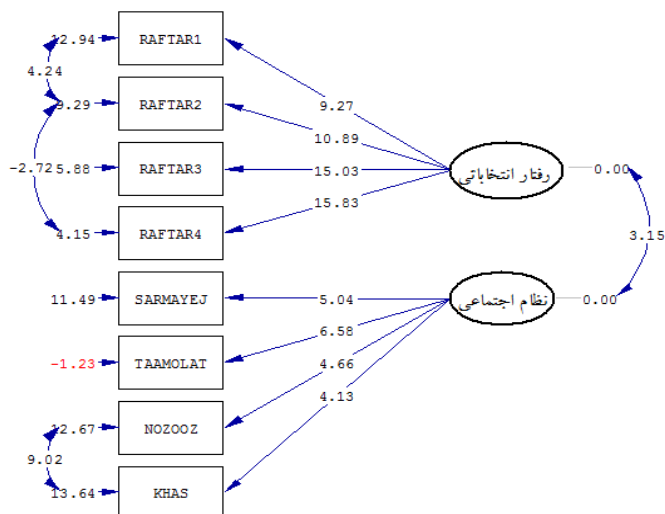 12.94 RAFTAR1
4.24
9.29 RAFTAR2
9.27
10.89
-2.72 5.88 RAFTAR3 15.03 رفتار انتخاباتی 0.00
15.83
4.15 RAFTAR4
3.15
11.49 SARMAYEJ 5.04 نظام اجتماعی 0.00
6.58
-1.23 TAAMOLAT 4.66
4.13
12.67 NOZOOZ
9.02
13.64 KHAS